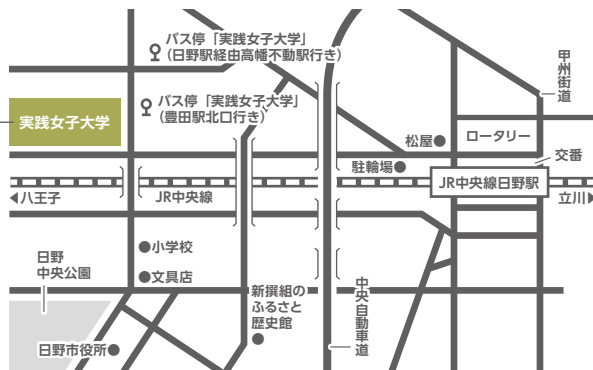 バス停「実践女子大学」
(日野駅経由高幡不動駅行き)
甲州街道
バス停「実践女子大学」
(豊田駅北口行き)
実践女子大学
松屋
ロータリー
交番
駐輪場
JR中央線日野駅
◀八王子
JR中央線
立川▶
小学校
日野
中央公園
文具店
新撰組の
ふるさと
歴史館
中央自動車道
日野市役所